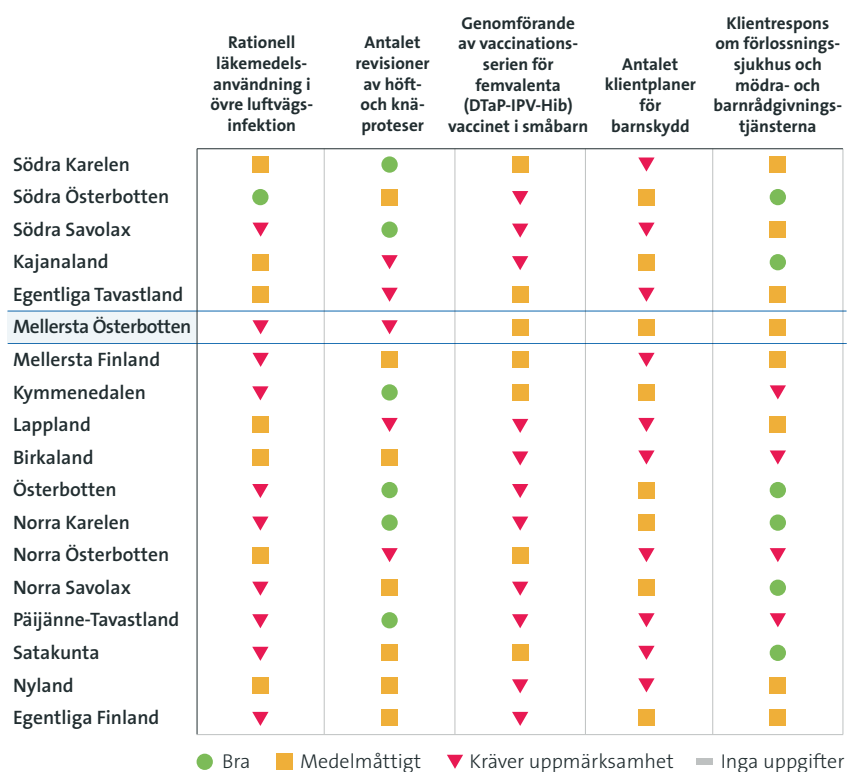 Rationell
läkemedels-
användning i
övre luftvägs-
infektion
Antalet
revisioner
av höft-
och knä-
proteser
Genomförande
av vaccinations-
serien för
femvalenta
(DTaP-IPV-Hib)
vaccinet i småbarn
Antalet
klientplaner
för
barnskydd
Klientrespons
om förlossnings-
sjukhus och
mödra- och
barnrådgivnings-
tjänsterna
Södra Karelen
Södra Österbotten
Södra Savolax
Kajanaland
Egentliga Tavastland
Mellersta Österbotten
Mellersta Finland
Kymmenedalen
Lappland
Birkaland
Österbotten
Norra Karelen
Norra Österbotten
Norra Savolax
Päijänne-Tavastland
Satakunta
Nyland
Egentliga Finland
Bra Medelmåttigt Kräver uppmärksamhet Inga uppgifter